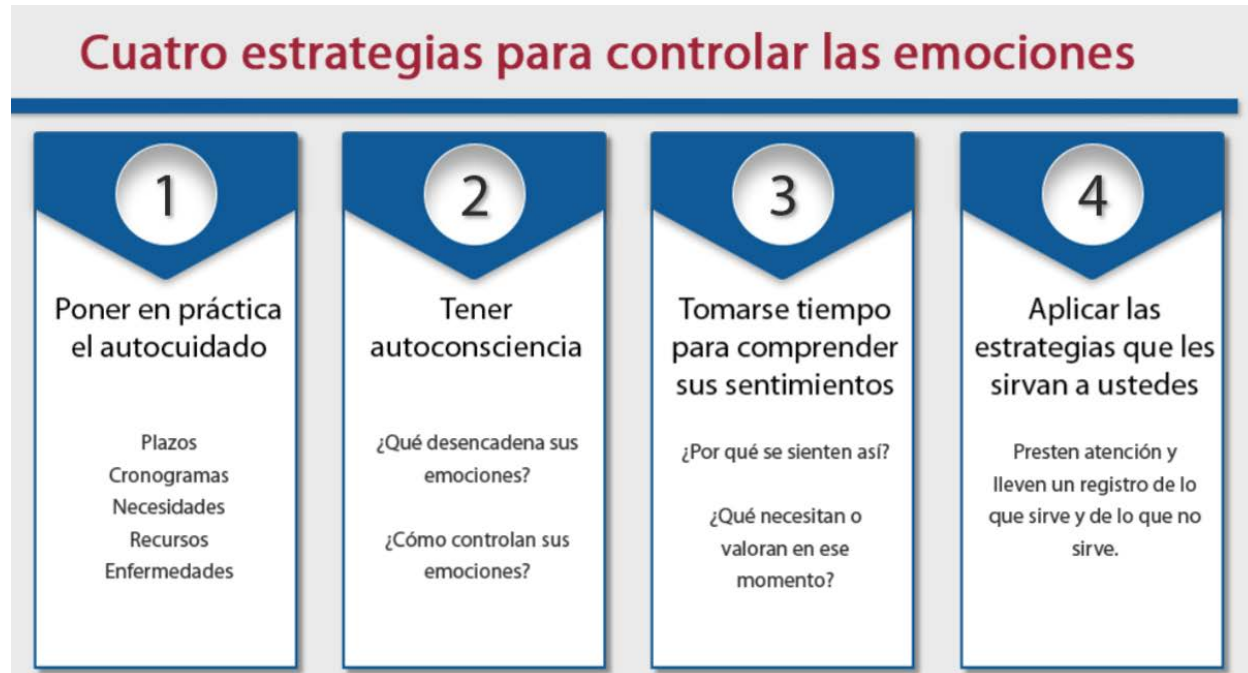 Cuatro estrategias para controlar las emociones
1
Poner en práctica
el autocuidado
Plazos
Cronogramas
Necesidades
Recursos
Enfermedades
2
Tener
autoconsciencia
¿Qué desencadena sus
emociones?
¿Cómo controlan sus
emociones?
3
Tomarse tiempo
para comprender
sus sentimientos
¿Por qué se sienten así?
¿Qué necesitan o
valoran en ese
momento?
4
Aplicar las
estrategias que les
sirvan a ustedes
Presten atención y
lleven un registro de lo
que sirve y de lo que no
sirve.